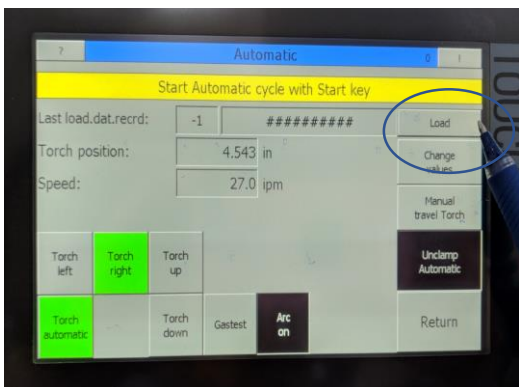 ? Automatic 0 !
Start Automatic cycle with Start key
Last load.dat.recrd: -1 ########## Load
Torch position: 4.543 in Change values
Speed: 27.0 ipm
Manual travel Torch
Torch left Torch right Torch up Unclamp Automatic
Torch automatic Torch down Gastest Arc on Return